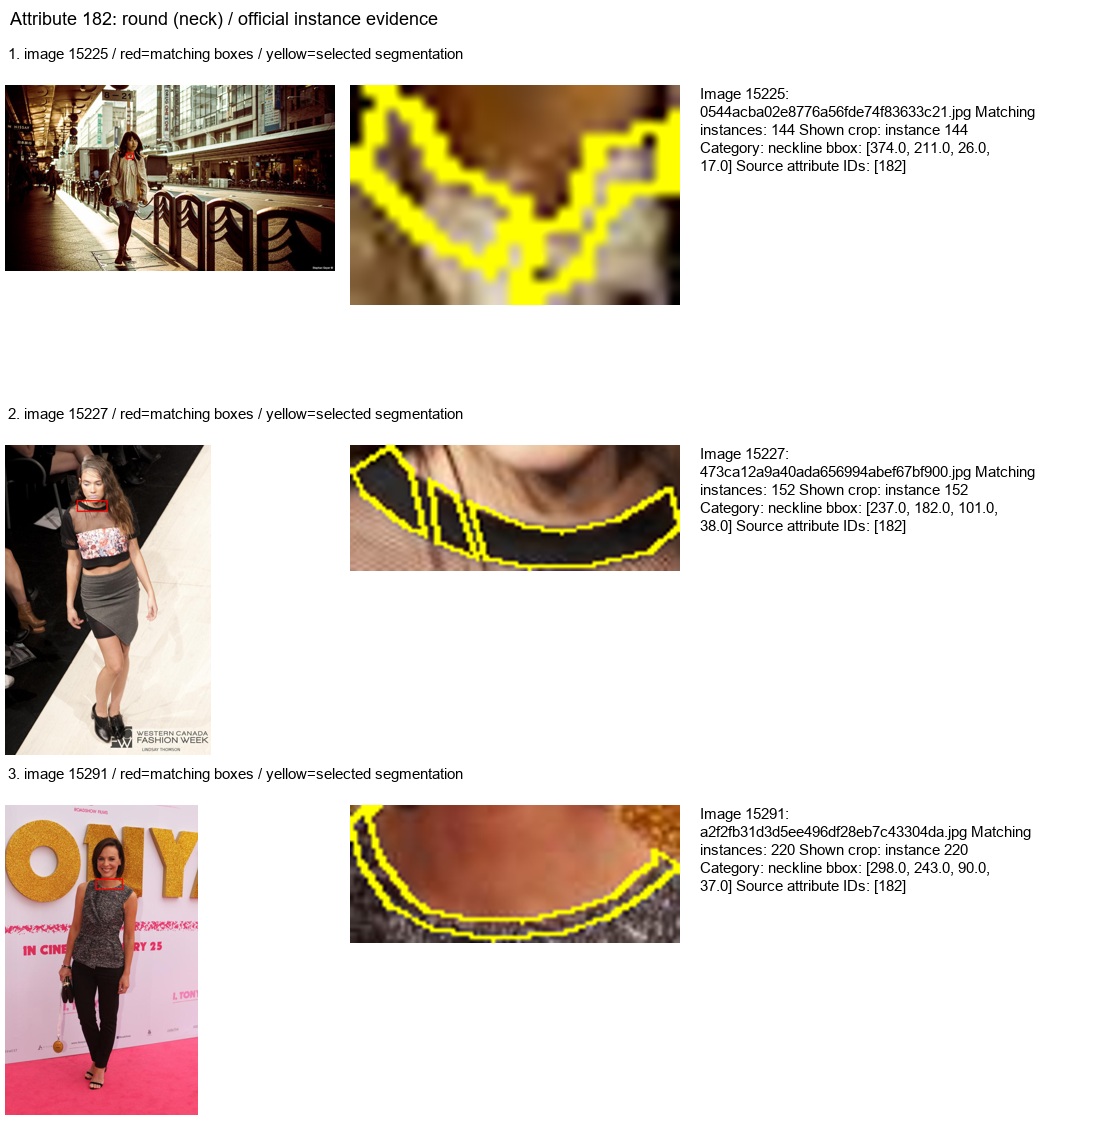 Attribute 182: round (neck) / official instance evidence
1. image 15225 / red=matching boxes / yellow=selected segmentation
Image 15225:
0544acba02e8776a56fde74f83633c21.jpg Matching
instances: 144 Shown crop: instance 144
Category: neckline bbox: [374.0, 211.0, 26.0,
17.0] Source attribute IDs: [182]
2. image 15227 / red=matching boxes / yellow=selected segmentation
Image 15227:
473ca12a9a40ada656994abef67bf900.jpg Matching
instances: 152 Shown crop: instance 152
Category: neckline bbox: [237.0, 182.0, 101.0,
38.0] Source attribute IDs: [182]
WESTERN CANADA
FASHION WEEK
LINDSAY THOMSON
3. image 15291 / red=matching boxes / yellow=selected segmentation
Image 15291:
a2f2fb31d3d5ee496df28eb7c43304da.jpg Matching
instances: 220 Shown crop: instance 220
Category: neckline bbox: [298.0, 243.0, 90.0,
37.0] Source attribute IDs: [182]
ONYA
IN CINE
RY 25
I, TONY